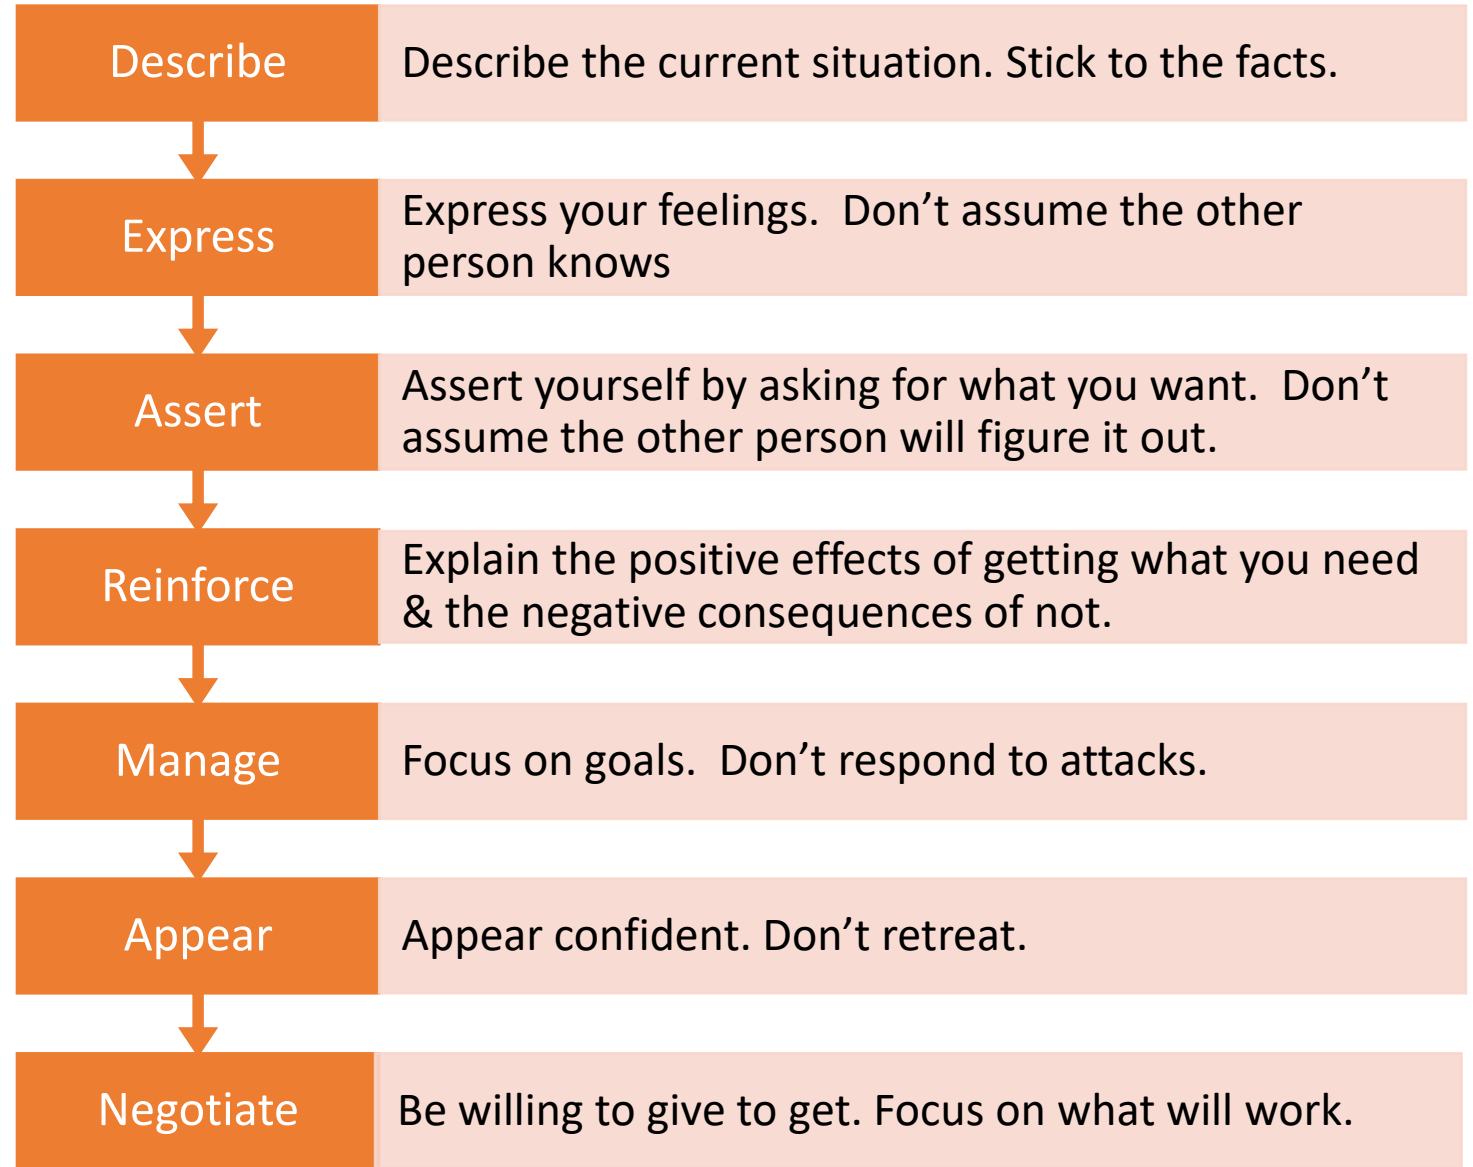 Describe
Describe the current situation. Stick to the facts.
Express
Express your feelings.  Don’t assume the other
person knows
Assert
Assert yourself by asking for what you want.  Don’t
assume the other person will figure it out.
Reinforce
Explain the positive effects of getting what you need
& the negative consequences of not.
Manage
Focus on goals.  Don’t respond to attacks.
Appear
Appear confident. Don’t retreat.
Negotiate
Be willing to give to get. Focus on what will work.